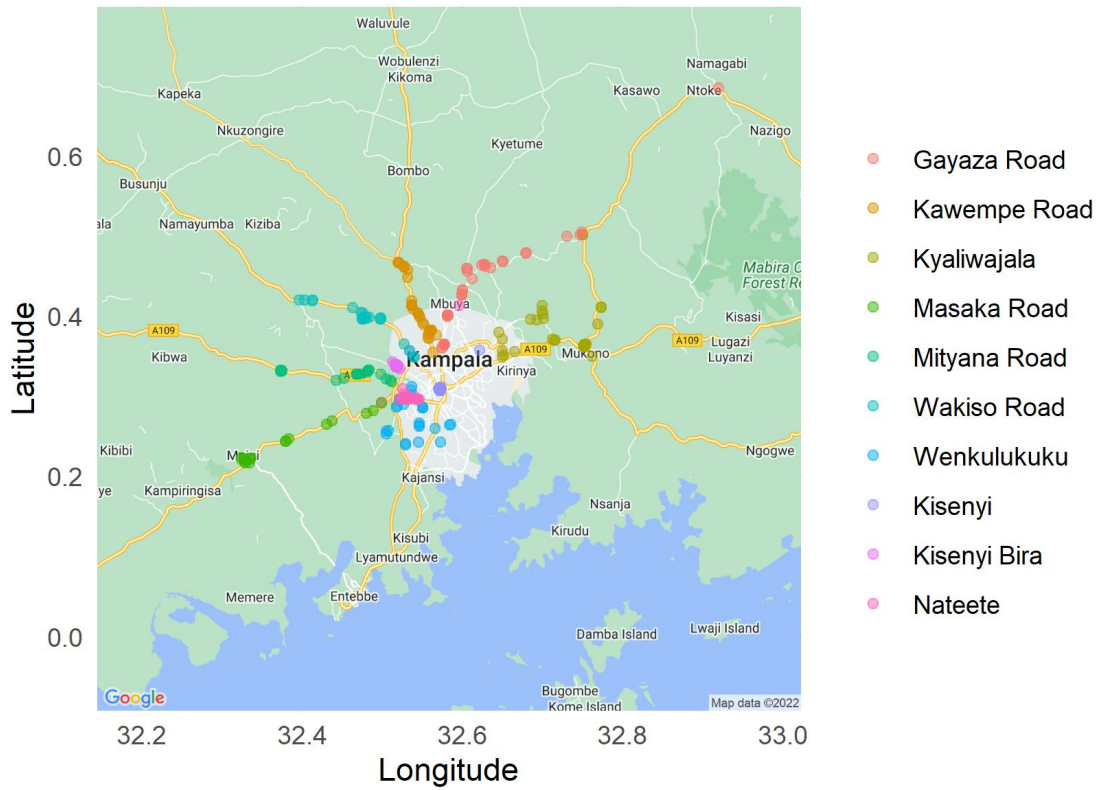 Waluvule
Wobulenzi
Kikoma
Namagabi
Kapeka
Kasawo
Ntoke
Nkuzongire
Kyetume
Nazigo
Gayaza Road
0.6
Bombo
Busunju
Kawempe Road
ala
Namayumba
Kiziba
Kyaliwajala
Mabira
Forest Re
Masaka Road
Mbuya
0.4
Kasisi
A109
A109
A109
Lugazi
Luyanzi
Kibwa
Kampala
Mukono
Mityana Road
Kirinya
Latitude
Wakiso Road
Kibibi
Ngogwe
Wenkulukuku
0.2
ye
Kampiringisa
Kajansi
Nsanja
Kisenyi
Kisubi
Kirudu
Lyamutundwe
Kisenyi Bira
Memere
Entebbe
Nateete
0.0
Damba Island
Lwaji Island
Bugombe
Kome Island
Google
Map data ©2022
32.2
32.4
32.6
32.8
33.0
Longitude